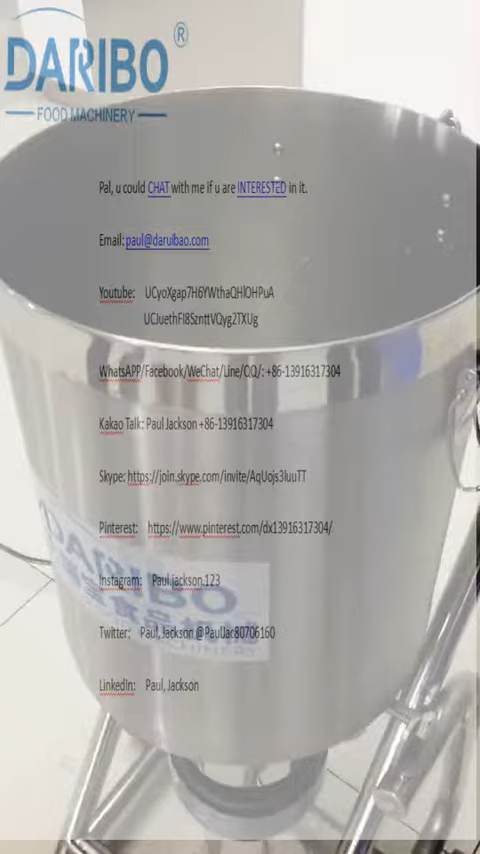 DARIBO ®
FOOD MACHINERY
Pal, u could CHAT with me if u are INTERESTED in it.
Email: paul@daruibao.com
Youtube: UCyoXgap7H6YWthaQHlOHPuA
UCJuethFI8SznttVQyg2TXUg
WhatsAPP/Facebook/WeChat/Line/QQ/: +86-13916317304
Kakao Talk: Paul Jackson +86-13916317304
Skype: https://join.skype.com/invite/AqUojs3luuTT
Pinterest: https://www.pinterest.com/dx13916317304/
DARIBO
Instagram: Paul.jackson.123
Twitter: Paul, Jackson @PaulJac80706160
LinkedIn: Paul, Jackson